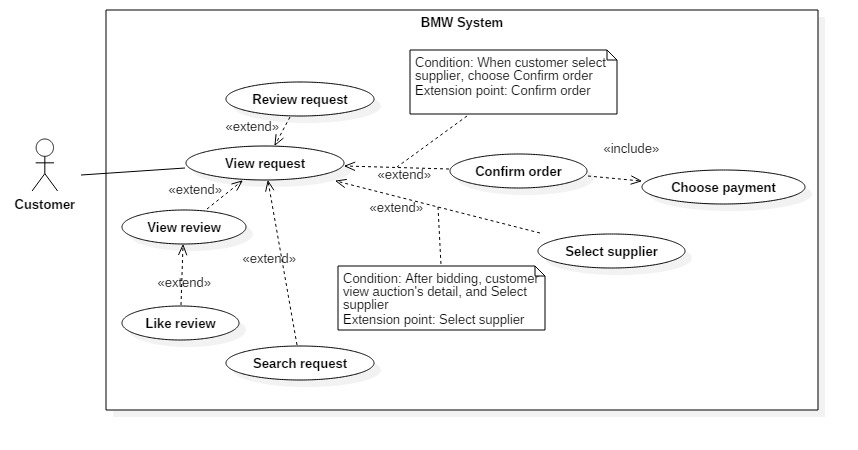 BMW System
Condition: When customer select
supplier, choose Confirm order
Extension point: Confirm order
Review request
«extend»
«include»
View request
Confirm order
«extend»
Choose payment
«extend»
Customer
«extend»
View review
Select supplier
«extend»
Condition: After bidding, customer
view auction's detail, and Select
supplier
Extension point: Select supplier
«extend»
Like review
Search request